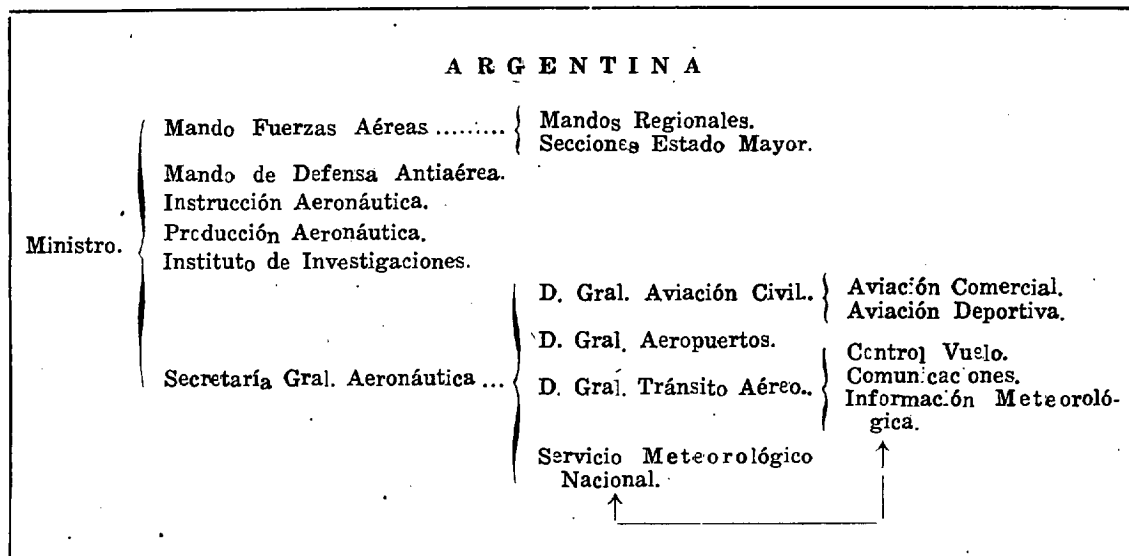 ARGENTINA
Mando Fuerzas Aéreas ........
Mandos Regionales.
Secciones Estado Mayor.
Mando de Defensa Antiaérea.
Instrucción Aeronáutica.
Producción Aeronáutica.
Ministro.
Instituto de Investigaciones.
D. Gral. Aviación Civil..
Aviación Comercial.
Aviación Deportiva.
D. Gral. Aeropuertos.
Secretaría Gral. Aeronáutica ...
D. Gral. Tránsito Aéreo..
Control Vuelo.
Comunicaciones.
Información Meteoroló-
gica.
Servicio Meteorológico
Nacional.